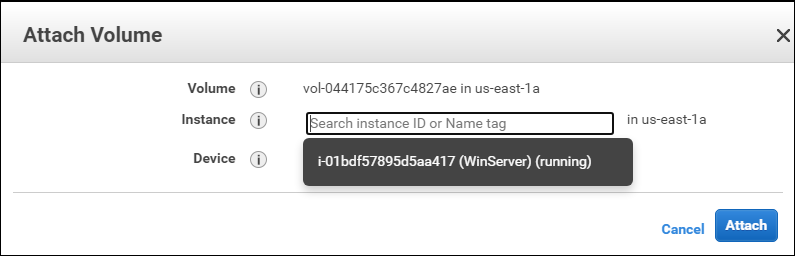 Attach Volume
Volume i vol-044175c367c4827ae in us-east-1a
Instance i Search instance ID or Name tag in us-east-1a
Device i i-01bdf57895d5aa417 (WinServer) (running)
Cancel Attach